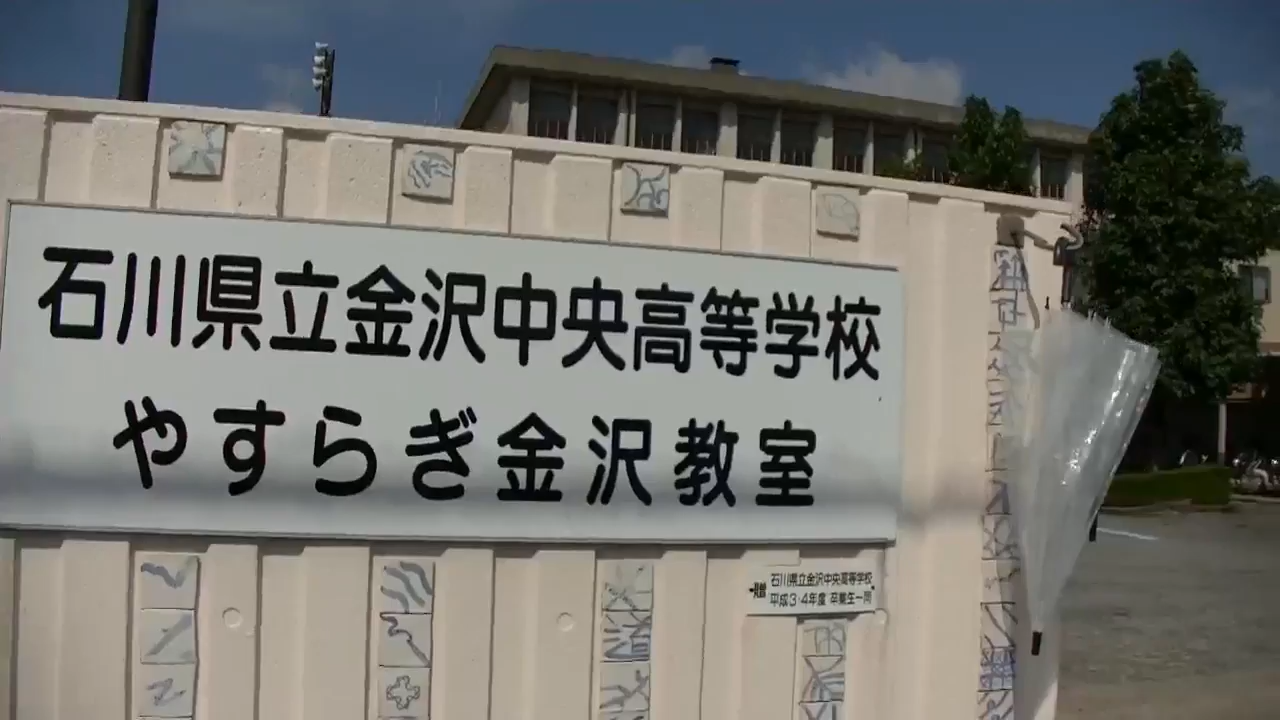 石川県立金沢中央高等学校
やすらぎ金沢教室
贈 石川県立金沢中央高等学校
平成3・4年度 卒業生一同